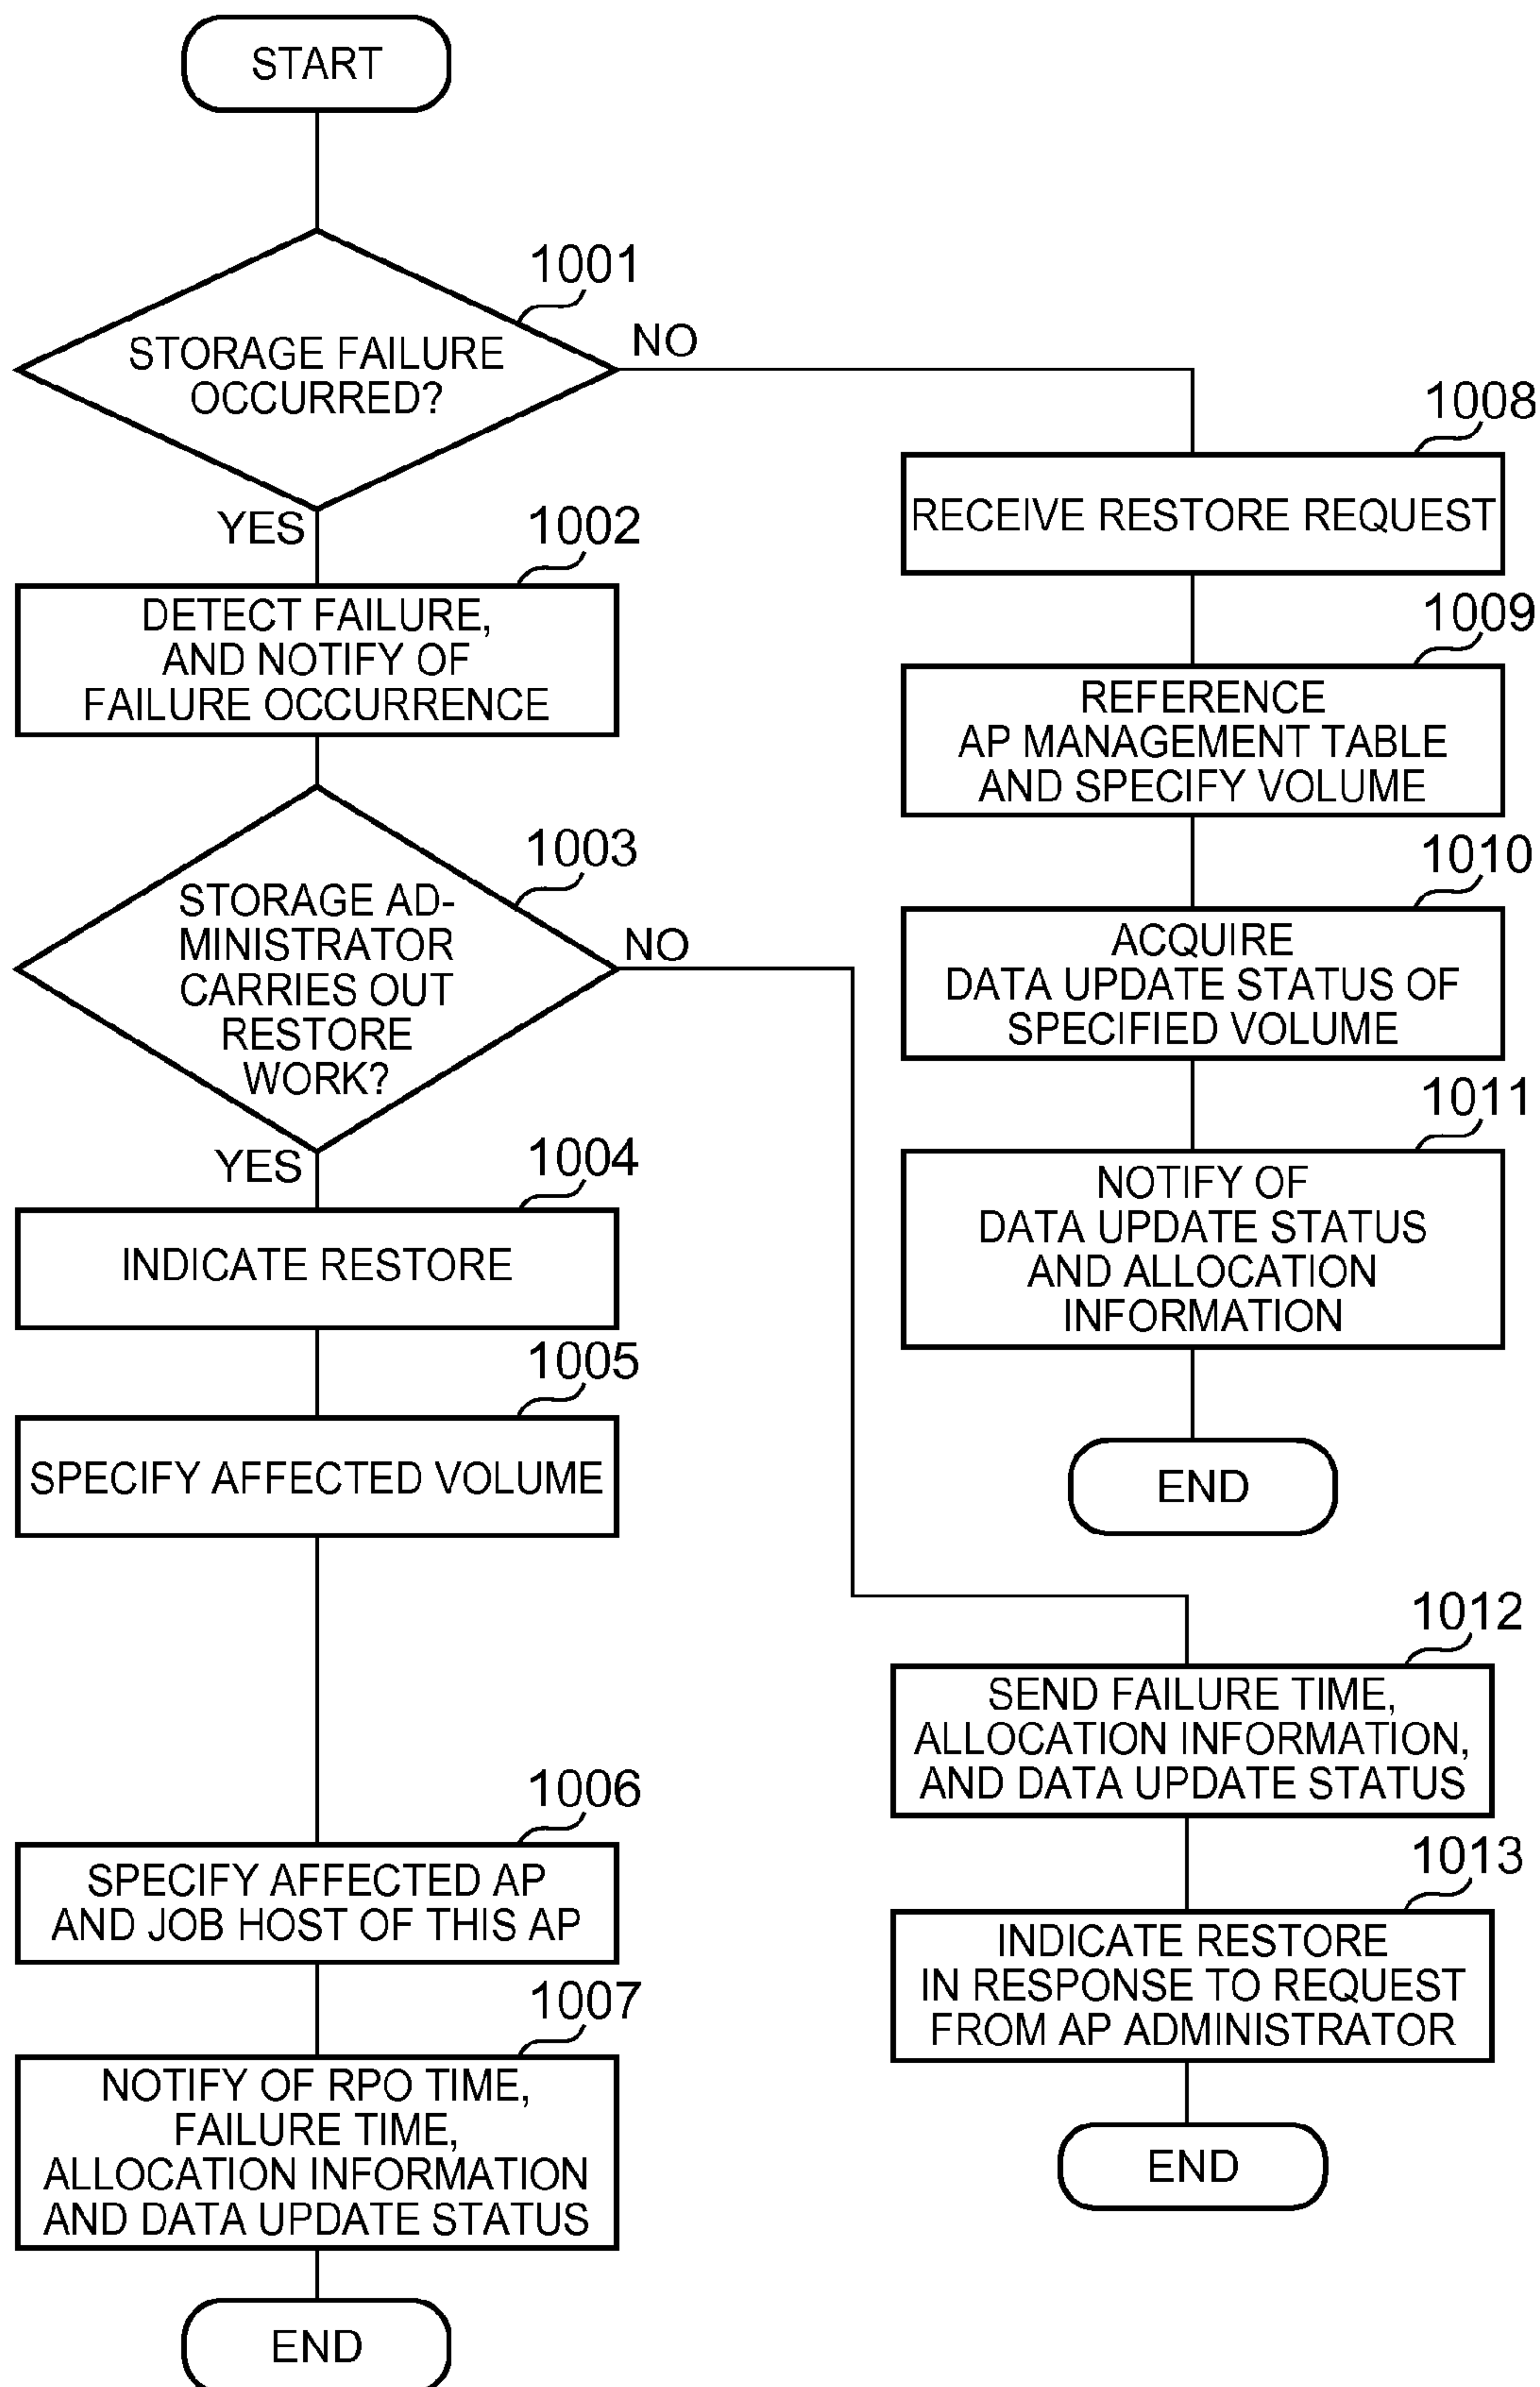 START
1001
STORAGE FAILURE
OCCURRED?
NO
YES
1002
DETECT FAILURE,
AND NOTIFY OF
FAILURE OCCURRENCE
1003
STORAGE AD-
MINISTRATOR
CARRIES OUT
RESTORE
WORK?
NO
YES
1004
INDICATE RESTORE
1005
SPECIFY AFFECTED VOLUME
1006
SPECIFY AFFECTED AP
AND JOB HOST OF THIS AP
1007
NOTIFY OF RPO TIME,
FAILURE TIME,
ALLOCATION INFORMATION
AND DATA UPDATE STATUS
END
1008
RECEIVE RESTORE REQUEST
1009
REFERENCE
AP MANAGEMENT TABLE
AND SPECIFY VOLUME
1010
ACQUIRE
DATA UPDATE STATUS OF
SPECIFIED VOLUME
1011
NOTIFY OF
DATA UPDATE STATUS
AND ALLOCATION
INFORMATION
END
1012
SEND FAILURE TIME,
ALLOCATION INFORMATION,
AND DATA UPDATE STATUS
1013
INDICATE RESTORE
IN RESPONSE TO REQUEST
FROM AP ADMINISTRATOR
END